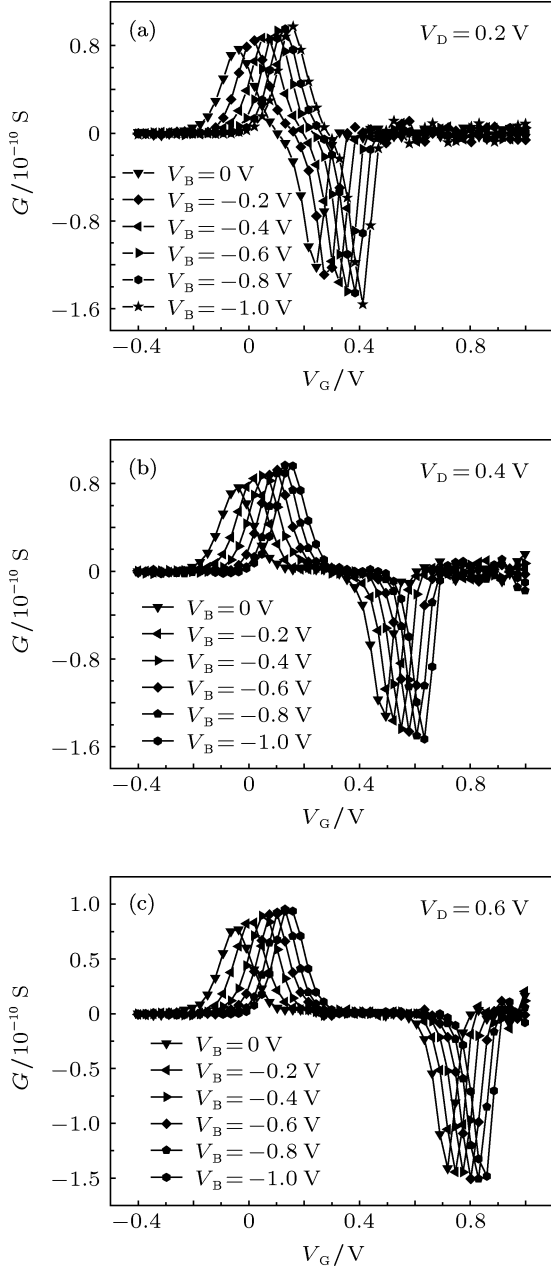 (a)
V_D = 0.2 V
G/10⁻¹⁰ S
0.8
0
−0.8
−1.6
V_B = 0 V
V_B = −0.2 V
V_B = −0.4 V
V_B = −0.6 V
V_B = −0.8 V
V_B = −1.0 V
−0.4 0 0.4 0.8
V_G/V
(b)
V_D = 0.4 V
G/10⁻¹⁰ S
0.8
0
−0.8
−1.6
V_B = 0 V
V_B = −0.2 V
V_B = −0.4 V
V_B = −0.6 V
V_B = −0.8 V
V_B = −1.0 V
−0.4 0 0.4 0.8
V_G/V
(c)
V_D = 0.6 V
G/10⁻¹⁰ S
1.0
0.5
0
−0.5
−1.0
−1.5
V_B = 0 V
V_B = −0.2 V
V_B = −0.4 V
V_B = −0.6 V
V_B = −0.8 V
V_B = −1.0 V
−0.4 0 0.4 0.8
V_G/V